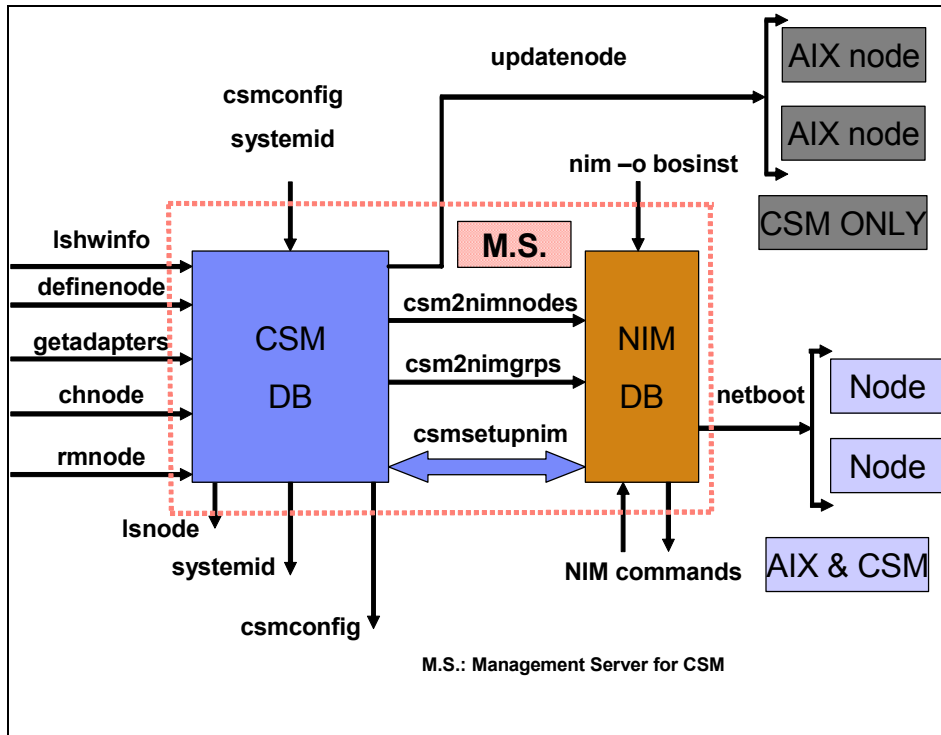 updatenode
AIX node
AIX node
CSM ONLY
csmconfig
systemid
nim –o bosinst
M.S.
lshwinfo
definenode
getadapters
chnode
rmnode
CSM
DB
csm2nimnodes
csm2nimgrps
csmsetupnim
NIM
DB
netboot
Node
Node
AIX & CSM
lsnode
systemid
csmconfig
NIM commands
M.S.: Management Server for CSM